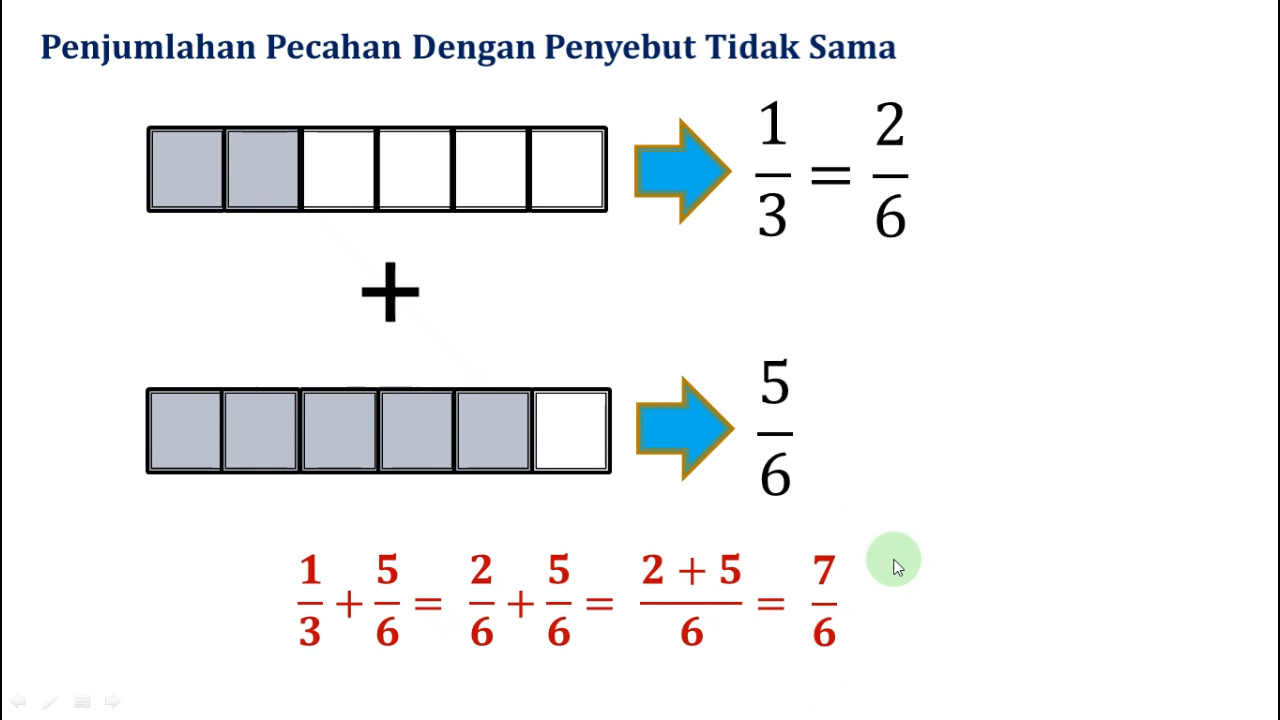 Penjumlahan Pecahan Dengan Penyebut Tidak Sama
1/3 = 2/6
+
5/6
1/3 + 5/6 = 2/6 + 5/6 = (2 + 5)/6 = 7/6